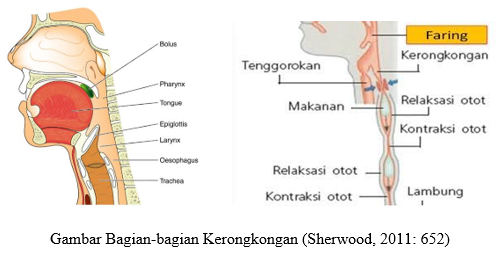 Bolus
Pharynx
Tongue
Epiglottis
Larynx
Oesophagus
Trachea
Faring
Kerongkongan
Tenggorokan
Makanan
Relaksasi otot
Kontraksi otot
Relaksasi otot
Kontraksi otot
Lambung
Gambar Bagian-bagian Kerongkongan (Sherwood, 2011: 652)